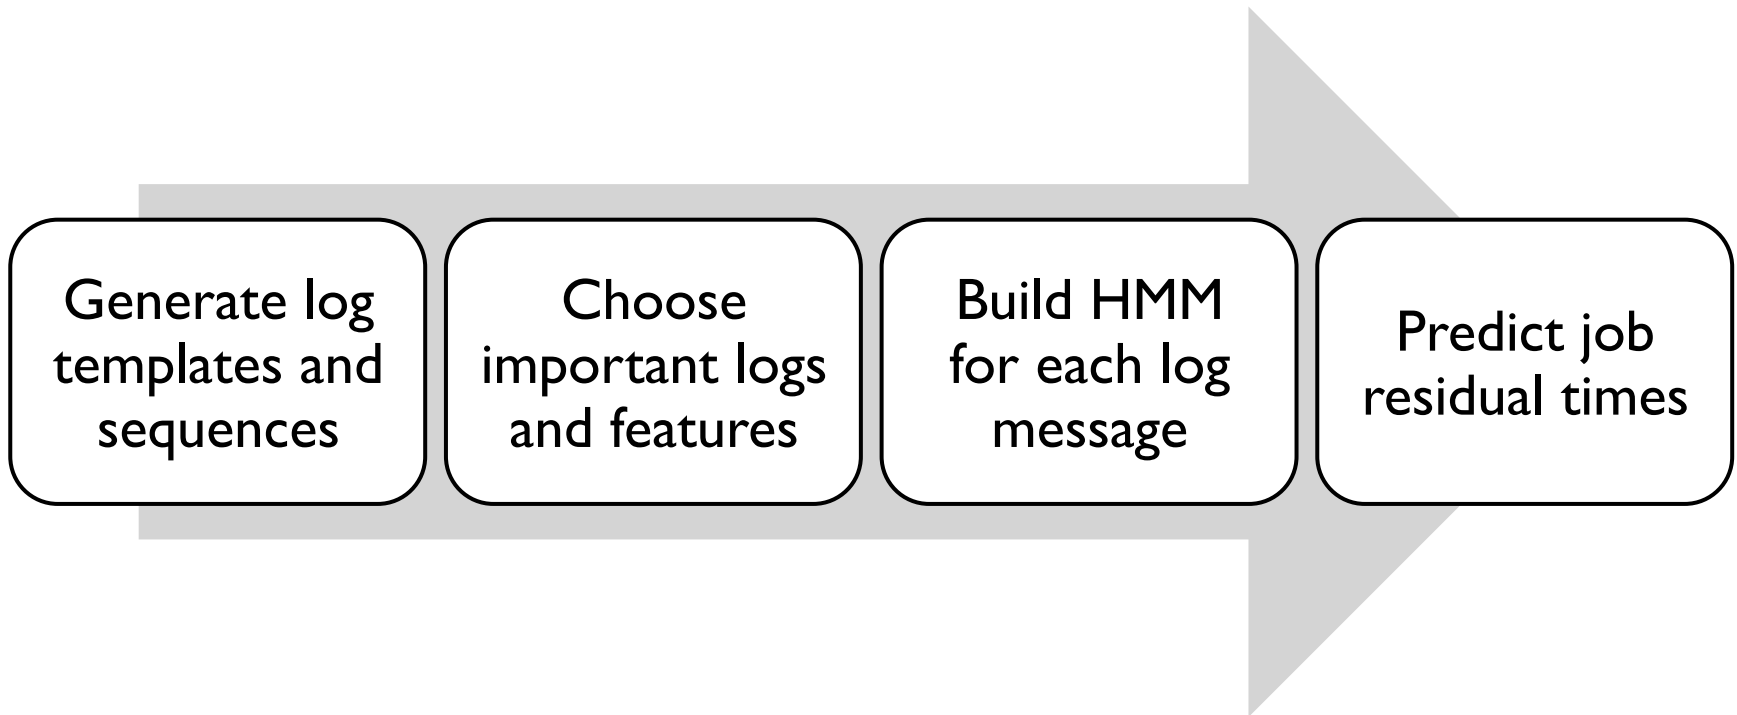 Generate log
templates and
sequences
Choose
important logs
and features
Build HMM
for each log
message
Predict job
residual times